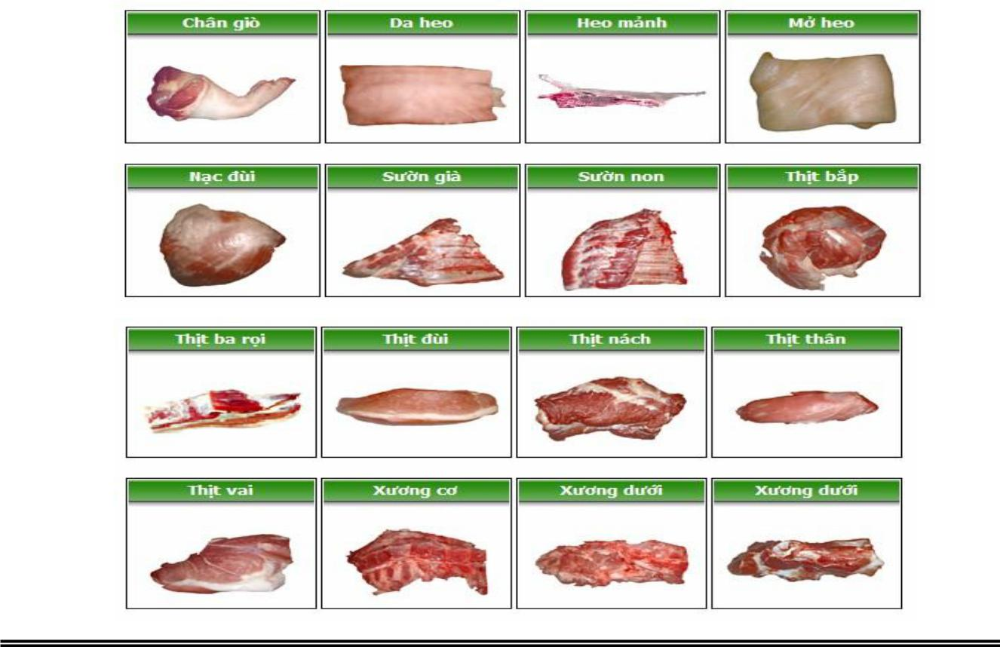 Chân giò
Da heo
Heo mảnh
Mở heo
Nạc đùi
Sườn già
Sườn non
Thịt bắp
Thịt ba rọi
Thịt đùi
Thịt nách
Thịt thân
Thịt vai
Xương cơ
Xương dưới
Xương dưới